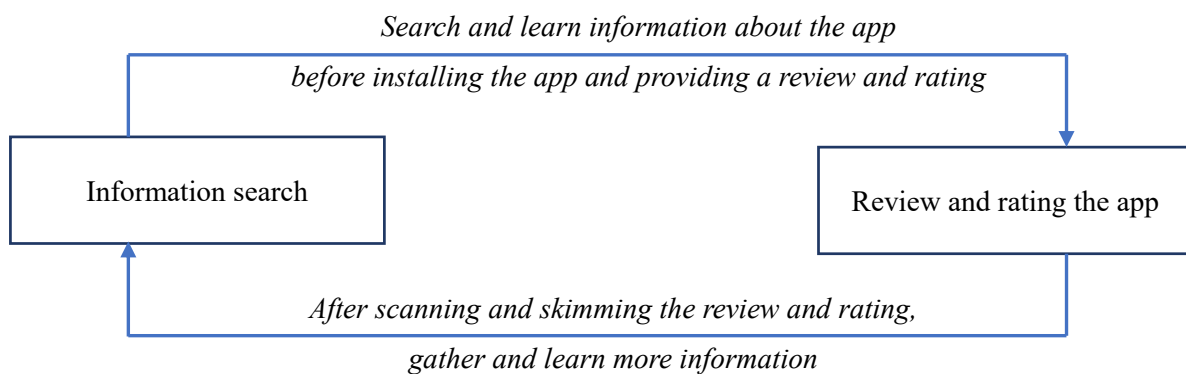 Search and learn information about the app
before installing the app and providing a review and rating
Information search
Review and rating the app
After scanning and skimming the review and rating,
gather and learn more information